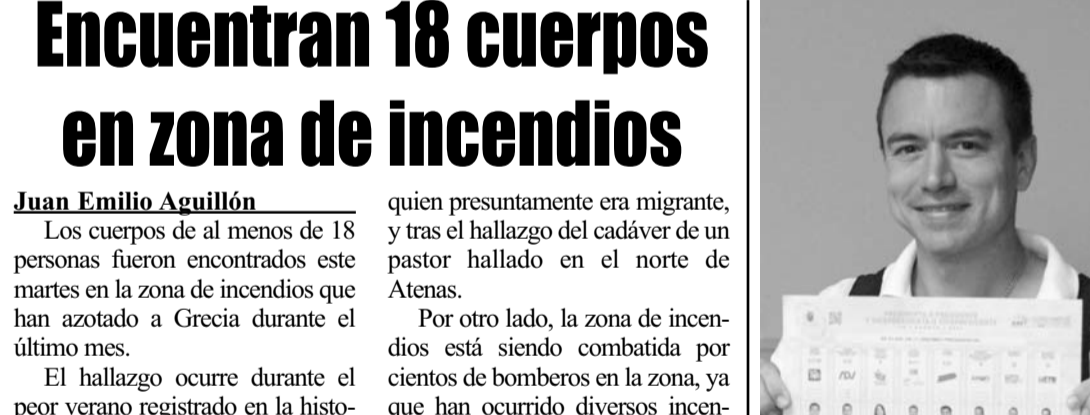 Encuentran 18 cuerpos
en zona de incendios
Juan Emilio Aguillón
Los cuerpos de al menos de 18
personas fueron encontrados este
martes en la zona de incendios que
han azotado a Grecia durante el
último mes.
El hallazgo ocurre durante el
peor verano registrado en la histo-
quien presuntamente era migrante,
y tras el hallazgo del cadáver de un
pastor hallado en el norte de
Atenas.
Por otro lado, la zona de incen-
dios está siendo combatida por
cientos de bomberos en la zona, ya
que han ocurrido diversos incen-